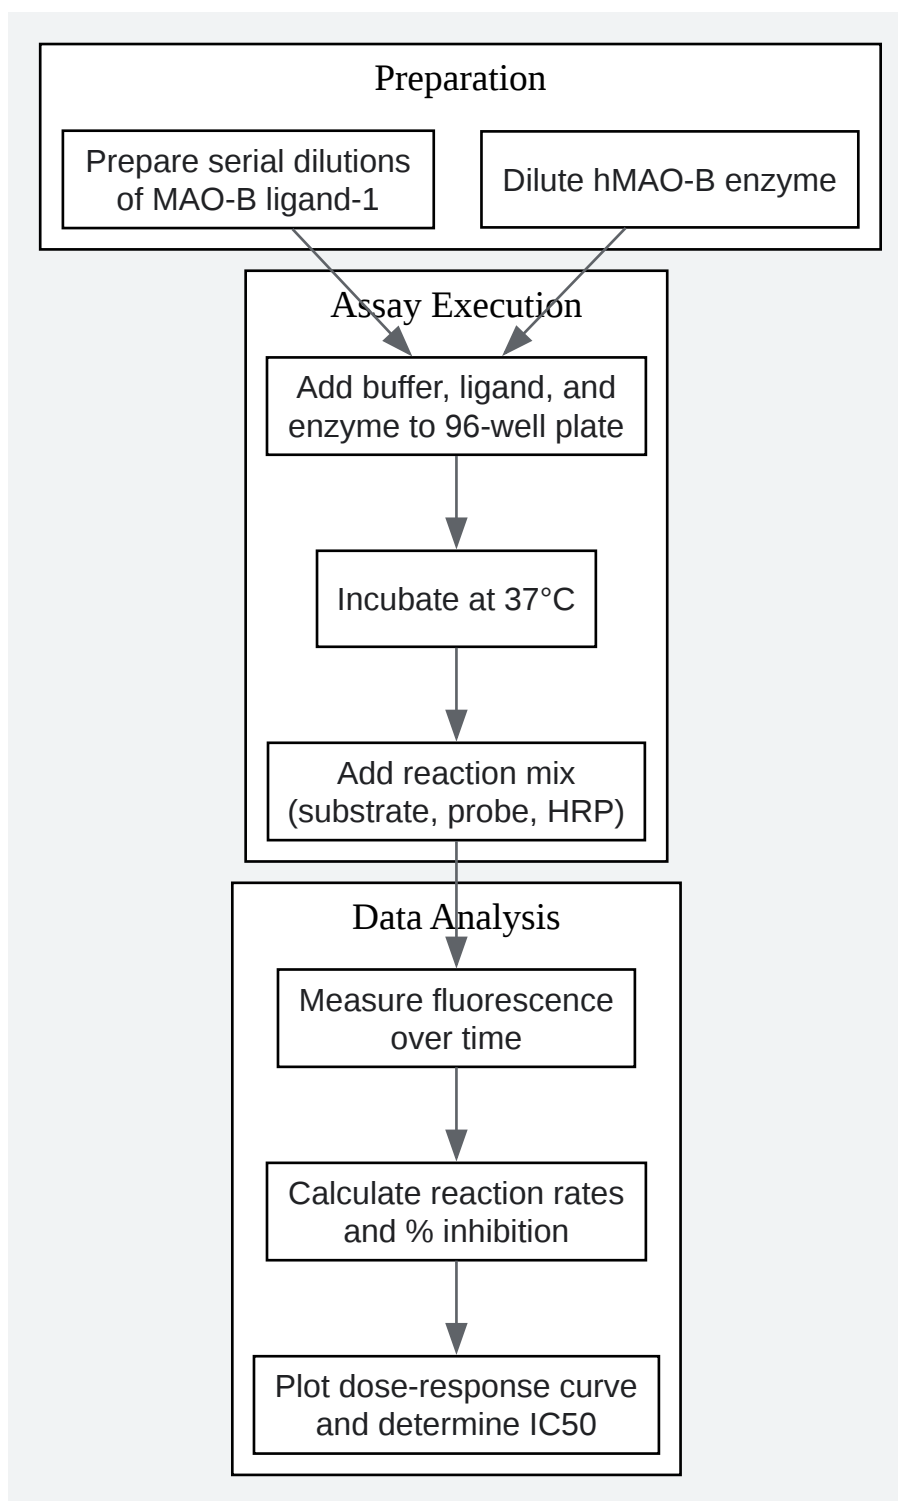 Preparation
Prepare serial dilutions
of MAO-B ligand-1
Dilute hMAO-B enzyme
Assay Execution
Add buffer, ligand, and
enzyme to 96-well plate
Incubate at 37°C
Add reaction mix
(substrate, probe, HRP)
Data Analysis
Measure fluorescence
over time
Calculate reaction rates
and % inhibition
Plot dose-response curve
and determine IC50